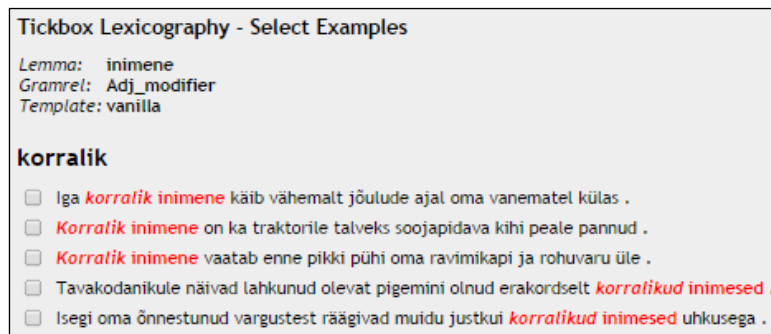 Tickbox Lexicography - Select Examples
Lemma: inimene
Gramrel: Adj_modifier
Template: vanilla
korralik
Iga korralik inimene käib vähemalt jõulude ajal oma vanematel külas .
Korralik inimene on ka traktorile talveks soojapidava kihi peale pannud .
Korralik inimene vaatab enne pikki pühi oma ravimikapi ja rohuvaru üle .
Tavakodanikule näivad lahkunud olevat pigemini olnud erakordselt korralikud inimesed .
Isegi oma õnnestunud vargustest räägivad muidu justkui korralikud inimesed uhkusega .